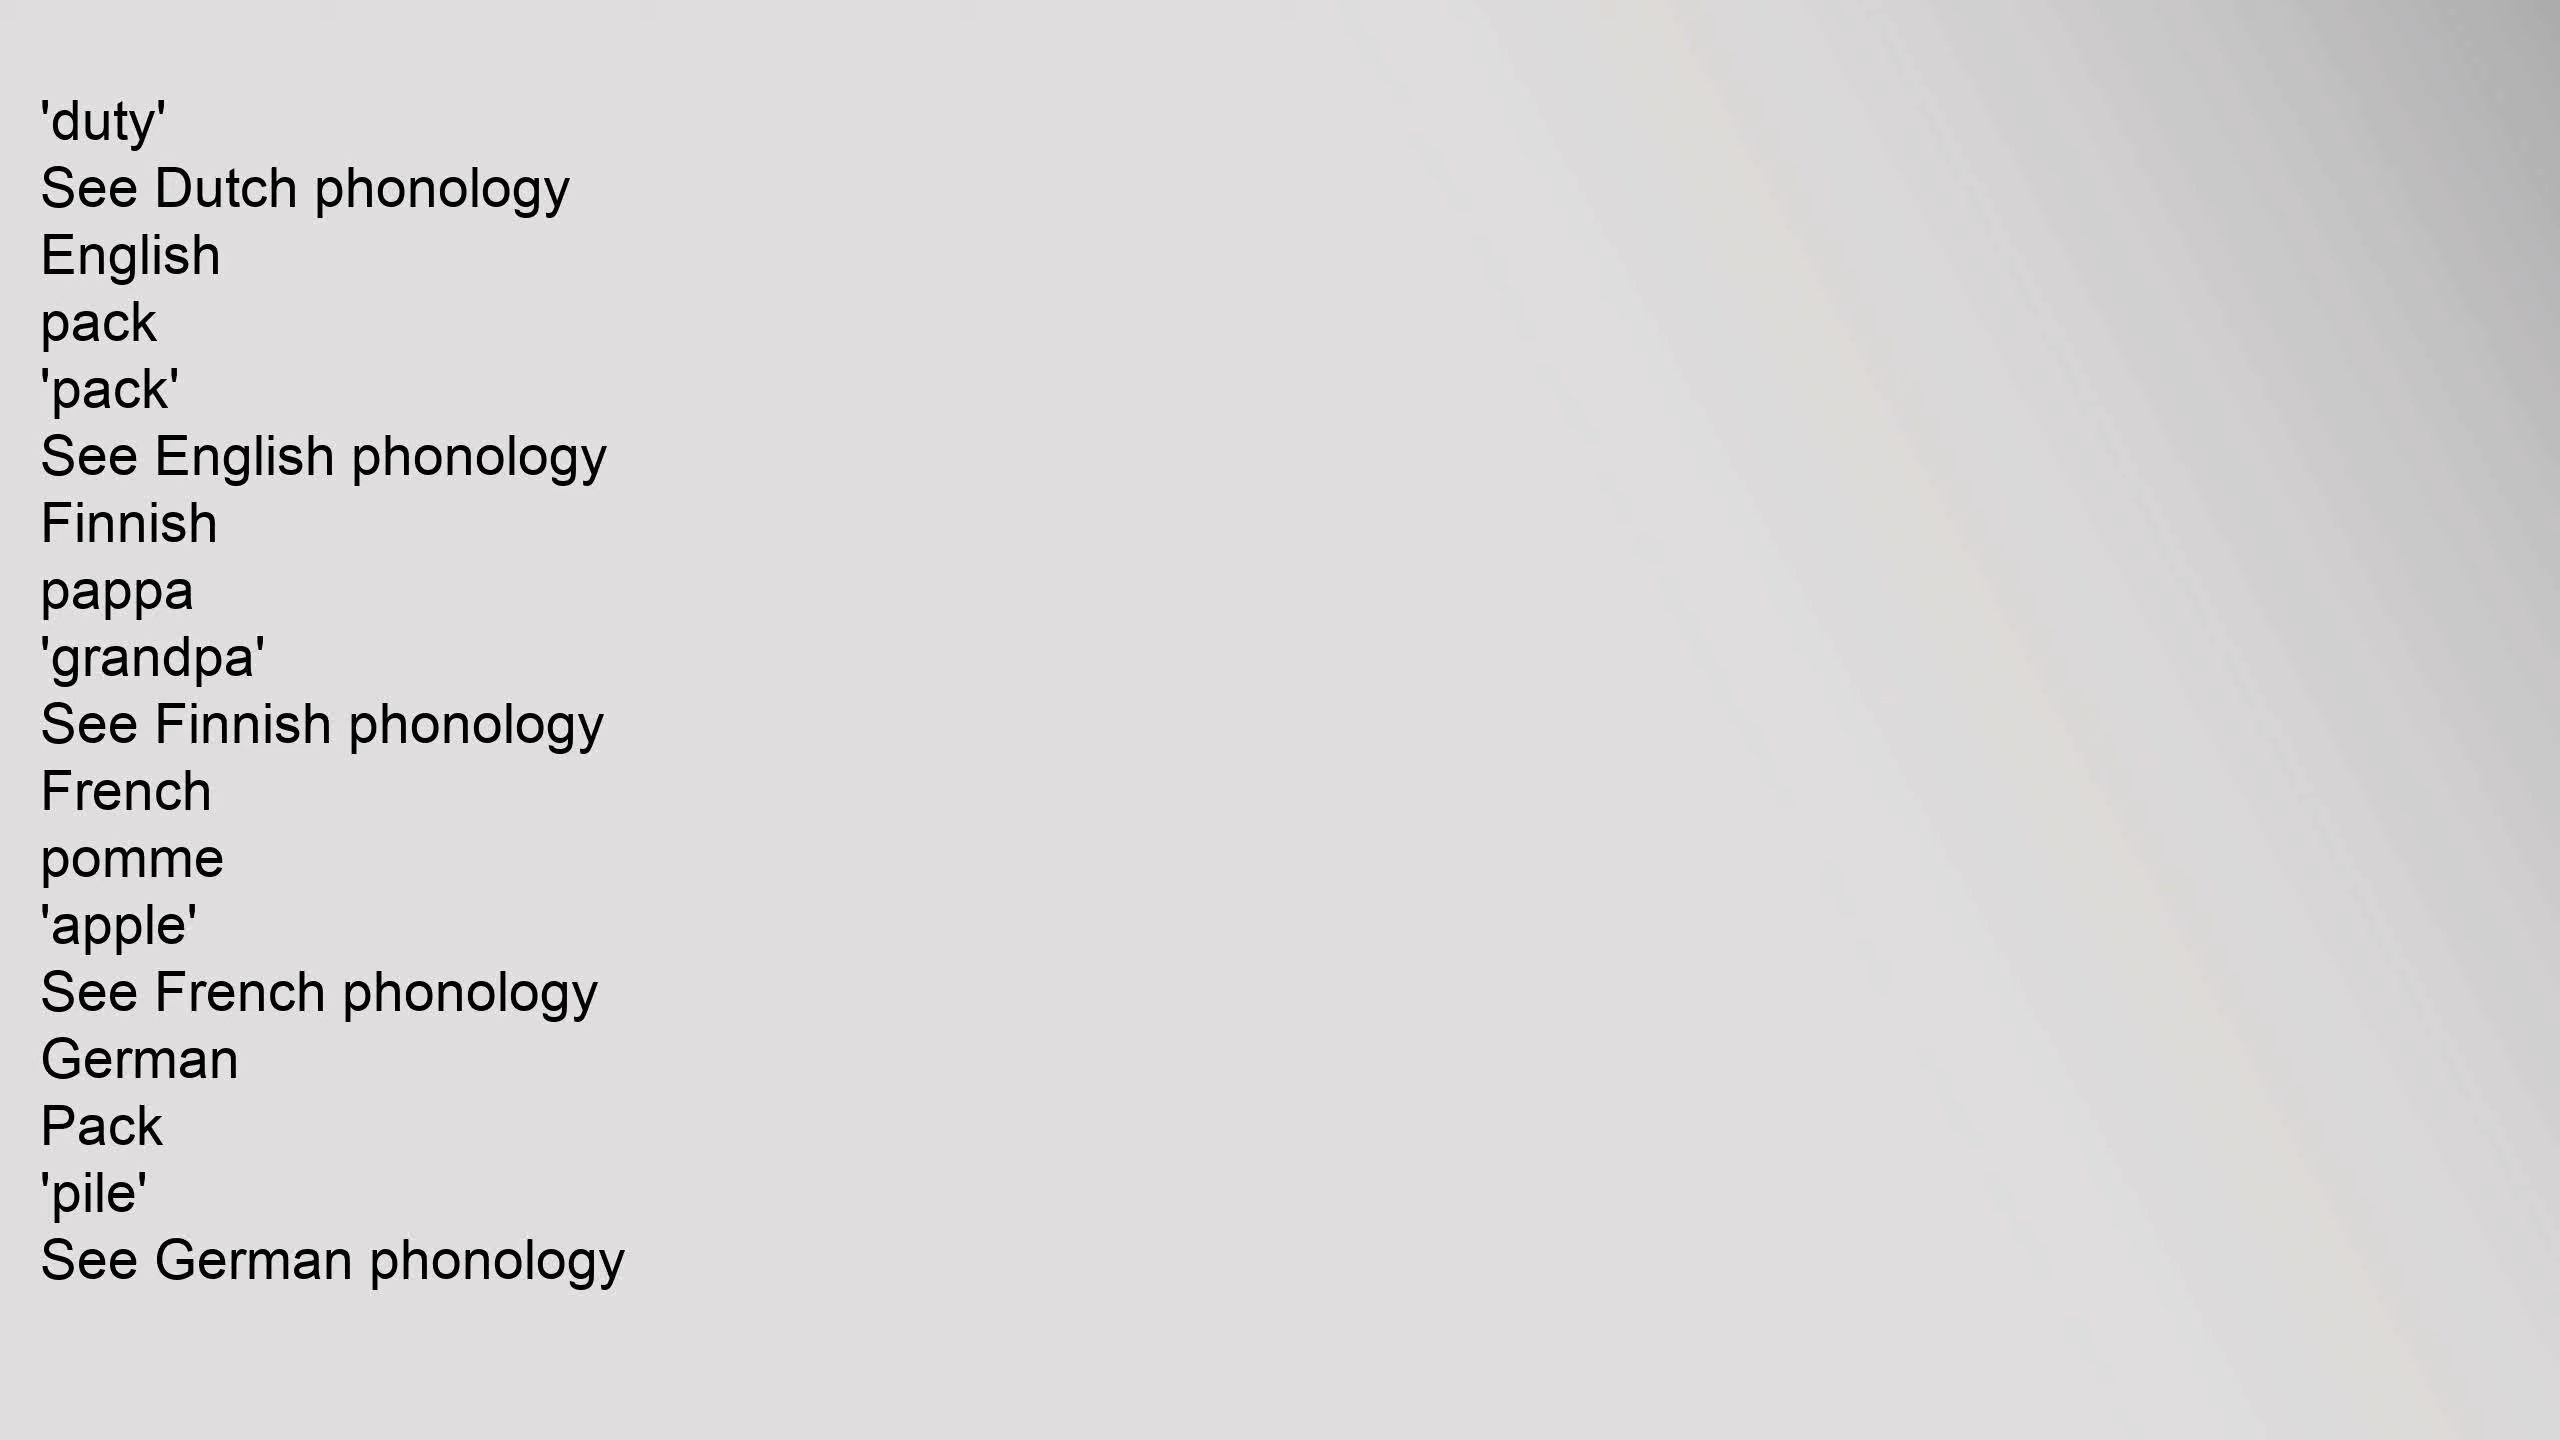 'duty'
See Dutch phonology
English
pack
'pack'
See English phonology
Finnish
pappa
'grandpa'
See Finnish phonology
French
pomme
'apple'
See French phonology
German
Pack
'pile'
See German phonology